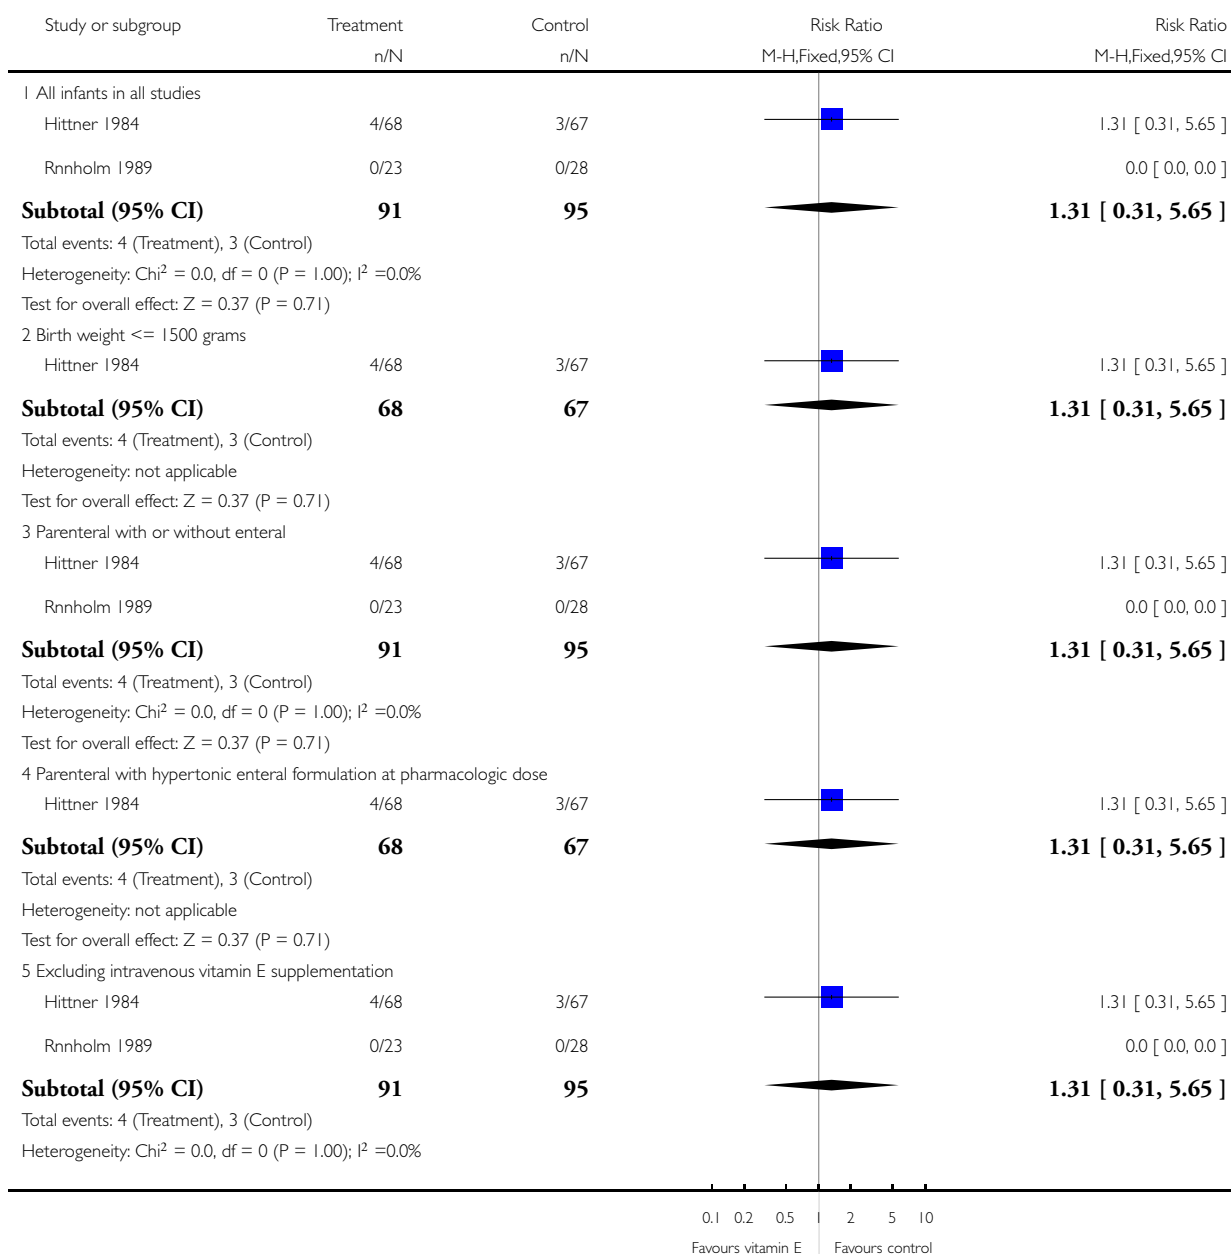 Study or subgroup Treatment Control Risk Ratio Risk Ratio
n/N n/N M-H,Fixed,95% CI M-H,Fixed,95% CI
1 All infants in all studies
Hittner 1984 4/68 3/67 1.31 [ 0.31, 5.65 ]
Rnnholm 1989 0/23 0/28 0.0 [ 0.0, 0.0 ]
Subtotal (95% CI) 91 95 1.31 [ 0.31, 5.65 ]
Total events: 4 (Treatment), 3 (Control)
Heterogeneity: Chi² = 0.0, df = 0 (P = 1.00); I² =0.0%
Test for overall effect: Z = 0.37 (P = 0.71)
2 Birth weight <= 1500 grams
Hittner 1984 4/68 3/67 1.31 [ 0.31, 5.65 ]
Subtotal (95% CI) 68 67 1.31 [ 0.31, 5.65 ]
Total events: 4 (Treatment), 3 (Control)
Heterogeneity: not applicable
Test for overall effect: Z = 0.37 (P = 0.71)
3 Parenteral with or without enteral
Hittner 1984 4/68 3/67 1.31 [ 0.31, 5.65 ]
Rnnholm 1989 0/23 0/28 0.0 [ 0.0, 0.0 ]
Subtotal (95% CI) 91 95 1.31 [ 0.31, 5.65 ]
Total events: 4 (Treatment), 3 (Control)
Heterogeneity: Chi² = 0.0, df = 0 (P = 1.00); I² =0.0%
Test for overall effect: Z = 0.37 (P = 0.71)
4 Parenteral with hypertonic enteral formulation at pharmacologic dose
Hittner 1984 4/68 3/67 1.31 [ 0.31, 5.65 ]
Subtotal (95% CI) 68 67 1.31 [ 0.31, 5.65 ]
Total events: 4 (Treatment), 3 (Control)
Heterogeneity: not applicable
Test for overall effect: Z = 0.37 (P = 0.71)
5 Excluding intravenous vitamin E supplementation
Hittner 1984 4/68 3/67 1.31 [ 0.31, 5.65 ]
Rnnholm 1989 0/23 0/28 0.0 [ 0.0, 0.0 ]
Subtotal (95% CI) 91 95 1.31 [ 0.31, 5.65 ]
Total events: 4 (Treatment), 3 (Control)
Heterogeneity: Chi² = 0.0, df = 0 (P = 1.00); I² =0.0%
0.1 0.2 0.5 1 2 5 10
Favours vitamin E Favours control